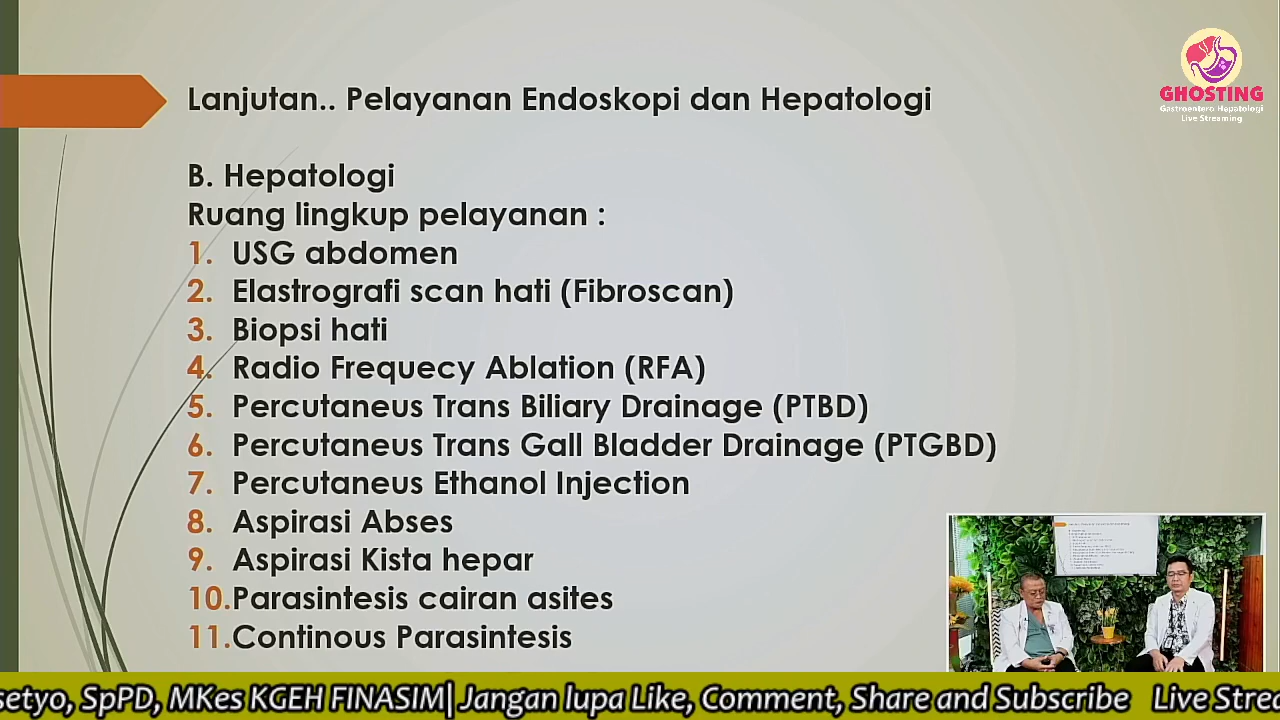 Lanjutan.. Pelayanan Endoskopi dan Hepatologi
GHOSTING
Gastroentero Hepatologi
Live Streaming
B. Hepatologi
Ruang lingkup pelayanan :
1. USG abdomen
2. Elastrografi scan hati (Fibroscan)
3. Biopsi hati
4. Radio Frequecy Ablation (RFA)
5. Percutaneus Trans Biliary Drainage (PTBD)
6. Percutaneus Trans Gall Bladder Drainage (PTGBD)
7. Percutaneus Ethanol Injection
8. Aspirasi Abses
9. Aspirasi Kista hepar
10.Parasintesis cairan asites
11.Continous Parasintesis
setyo, SpPD, MKes KGEH FINASIM| Jangan lupa Like, Comment, Share and Subscribe Live Strea